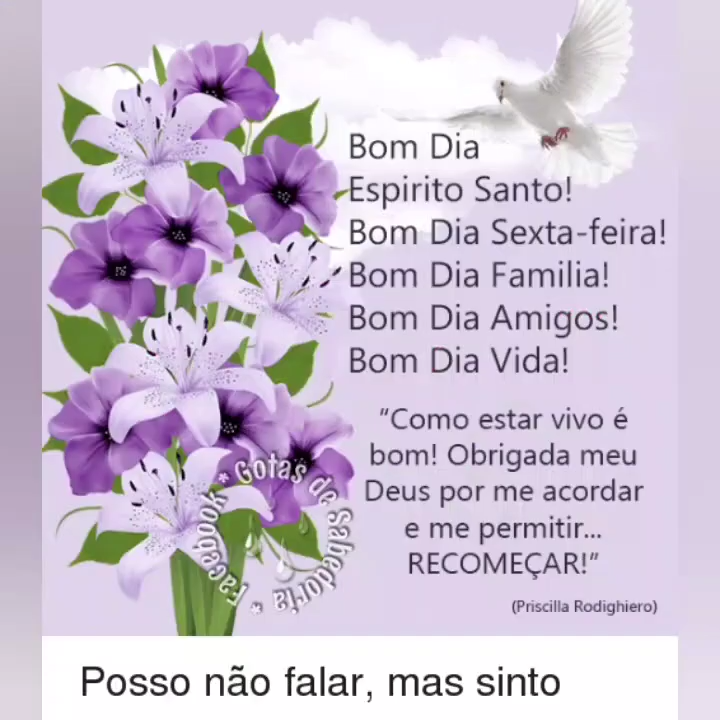 Bom Dia
Espirito Santo!
Bom Dia Sexta-feira!
Bom Dia Familia!
Bom Dia Amigos!
Bom Dia Vida!
"Como estar vivo é
bom! Obrigada meu
Deus por me acordar
e me permitir...
RECOMEÇAR!"
(Priscilla Rodighiero)
* Gotas de Sabedoria * Facebook
Posso não falar, mas sinto